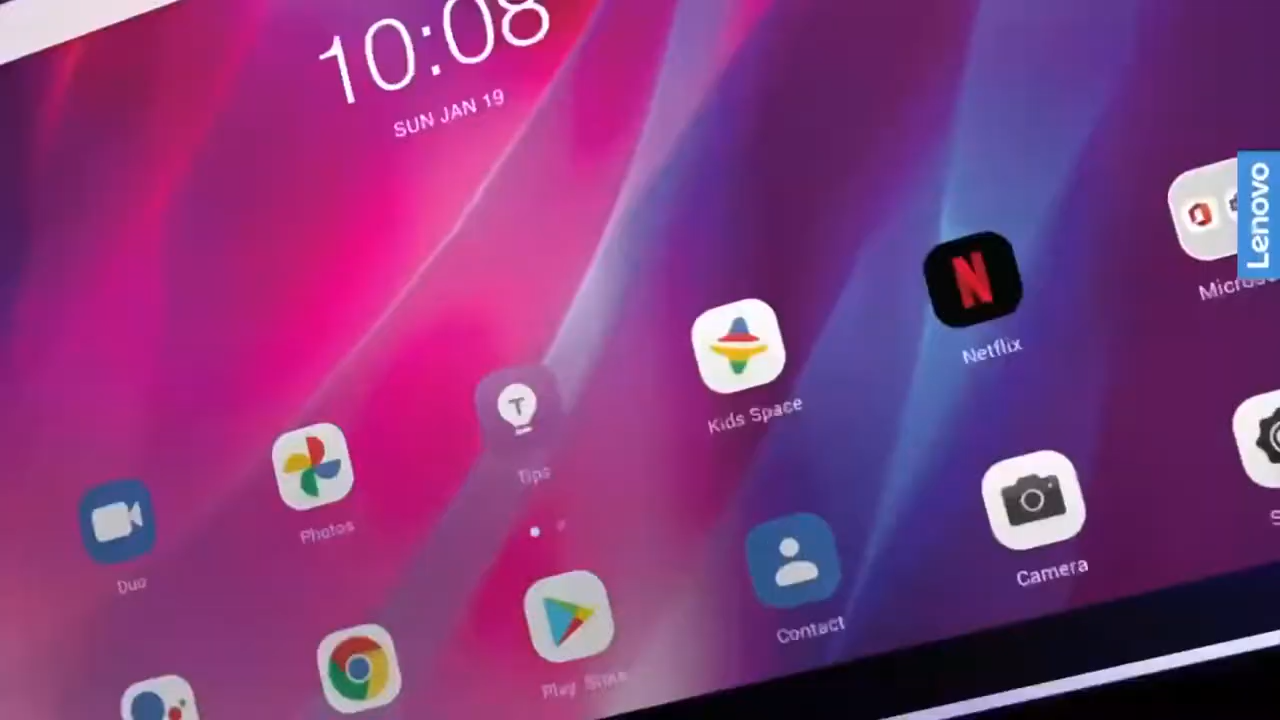 10:08
SUN JAN 19
Lenovo
Netflix
Kids Space
Tips
Photos
Duo
Camera
Contact
Play Store